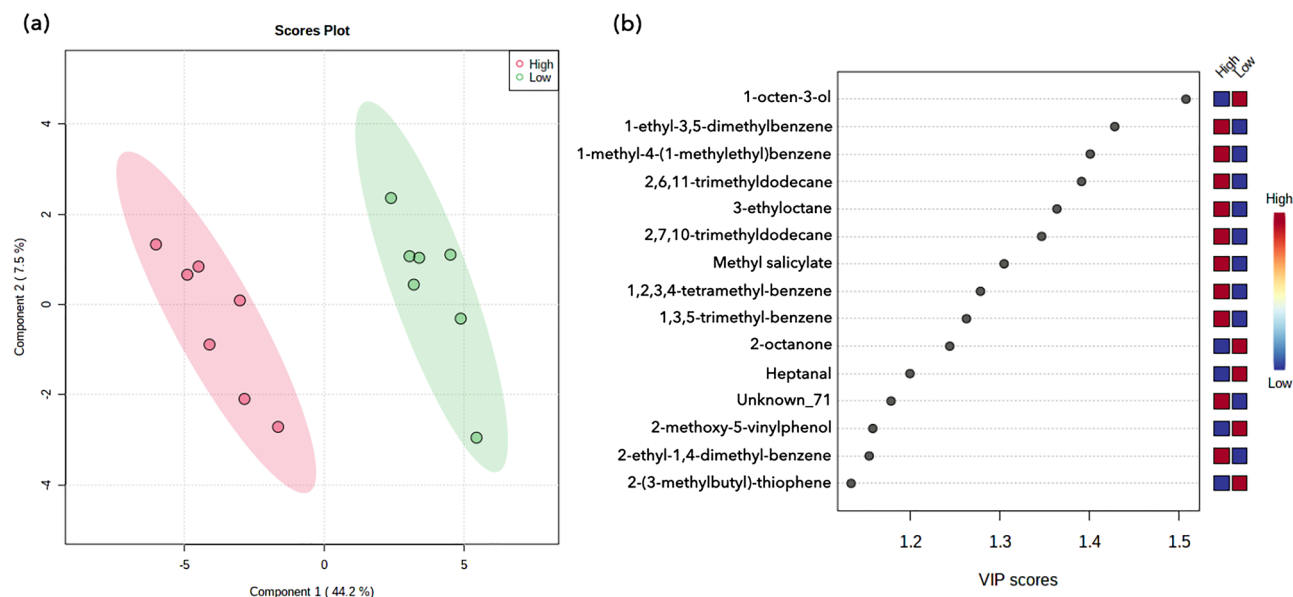 (a)
Scores Plot
High
Low
4
2
0
-2
-4
Component 2 ( 7.5 %)
-5
0
5
Component 1 ( 44.2 %)
(b)
High
Low
1-octen-3-ol
1-ethyl-3,5-dimethylbenzene
1-methyl-4-(1-methylethyl)benzene
2,6,11-trimethyldodecane
3-ethyloctane
2,7,10-trimethyldodecane
Methyl salicylate
1,2,3,4-tetramethyl-benzene
1,3,5-trimethyl-benzene
2-octanone
Heptanal
Unknown_71
2-methoxy-5-vinylphenol
2-ethyl-1,4-dimethyl-benzene
2-(3-methylbutyl)-thiophene
1.2
1.3
1.4
1.5
VIP scores
High
Low